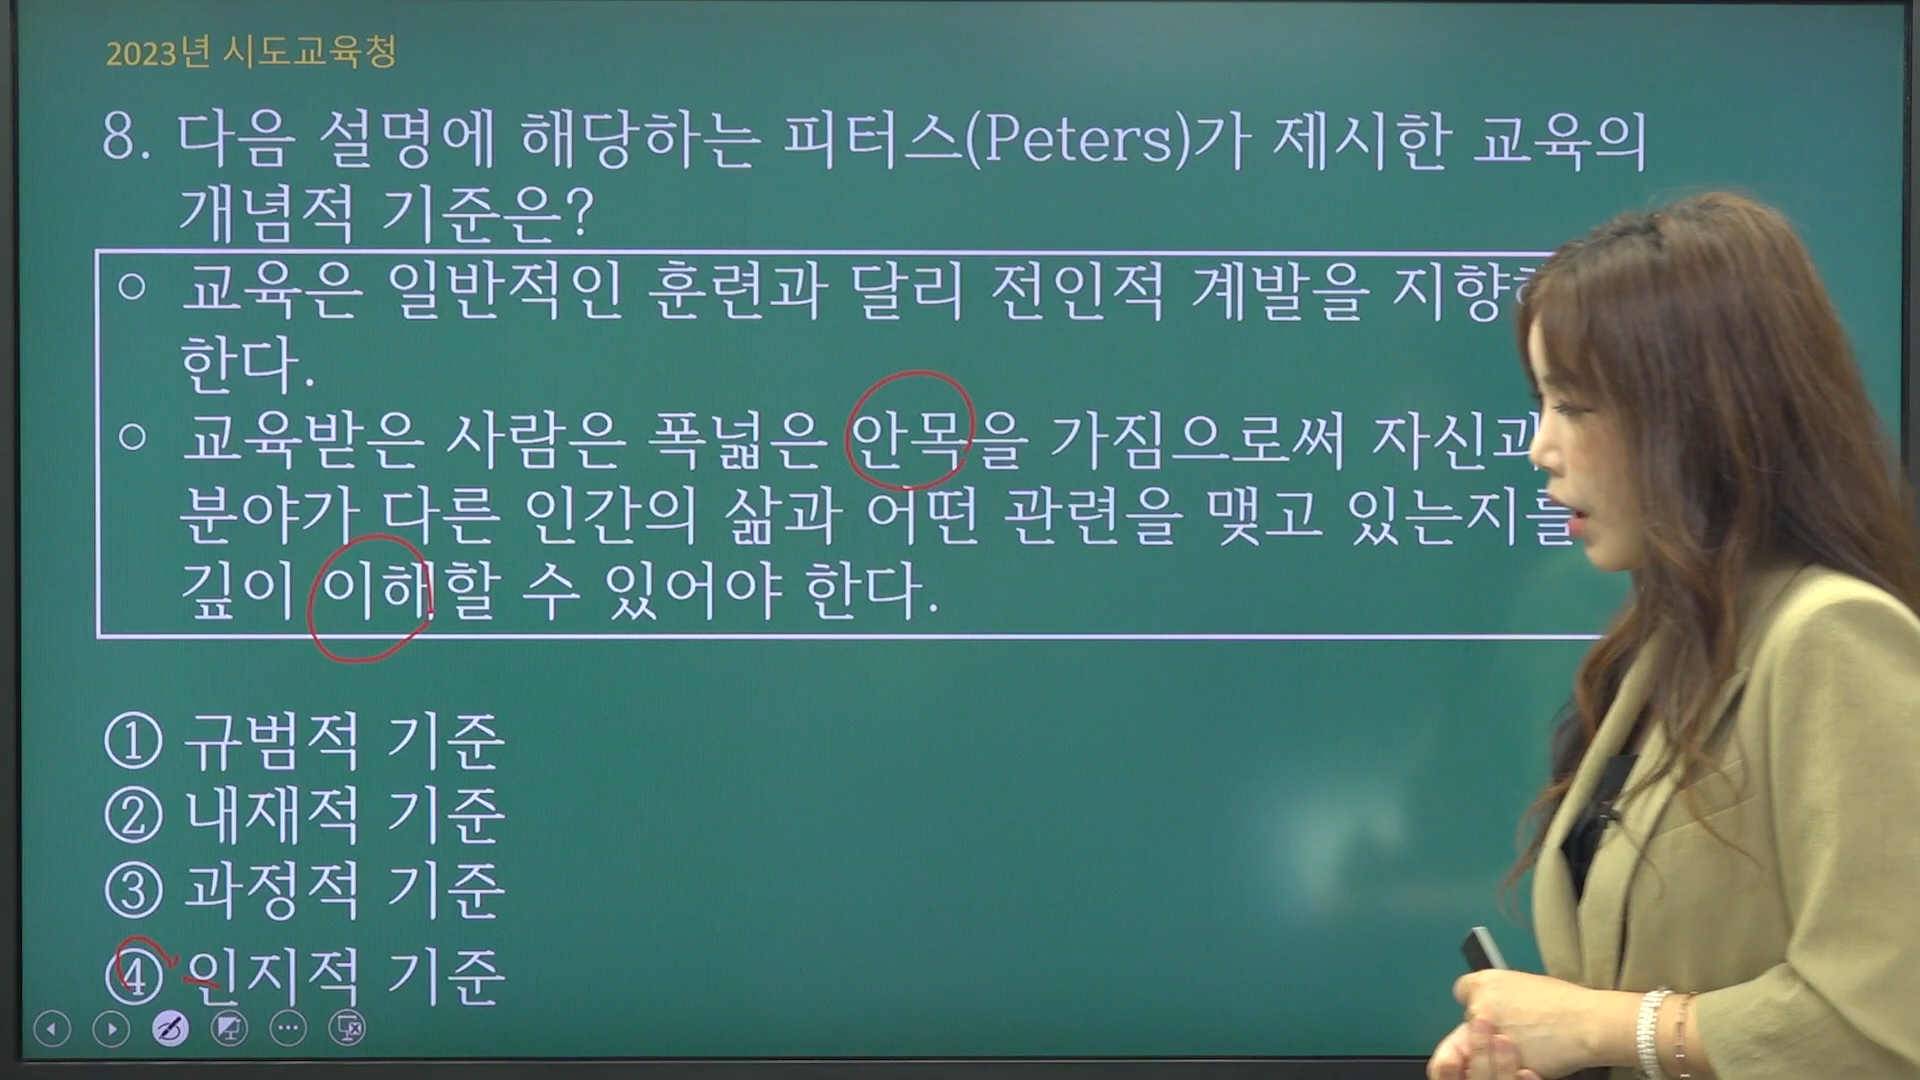 2023년 시도교육청
8. 다음 설명에 해당하는 피터스(Peters)가 제시한 교육의
개념적 기준은?
○ 교육은 일반적인 훈련과 달리 전인적 계발을 지향
한다.
○ 교육받은 사람은 폭넓은 안목을 가짐으로써 자신과
분야가 다른 인간의 삶과 어떤 관련을 맺고 있는지를
깊이 이해할 수 있어야 한다.
① 규범적 기준
② 내재적 기준
③ 과정적 기준
④ 인지적 기준